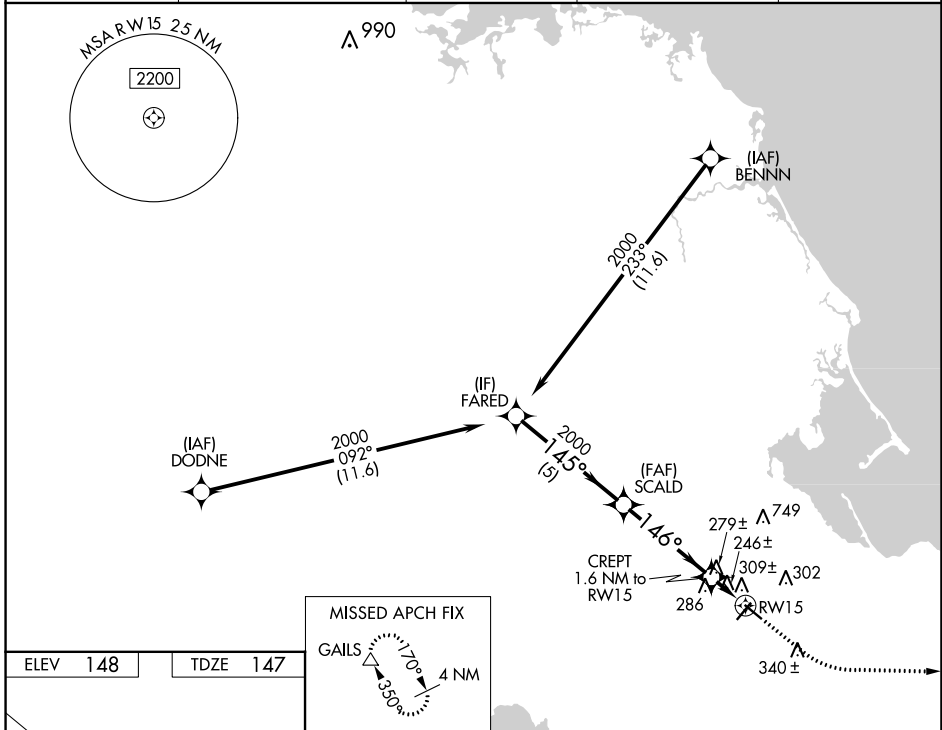 MSA RW15 25 NM
2200
990
(IAF)
BENNN
2000
233°
(11.6)
(IF)
FARED
(IAF)
DODNE
2000
092°
(11.6)
2000
145°
(5)
(FAF)
SCALD
146°
279±
749
246±
CREPT
1.6 NM to
RW15
309±
302
286
RW15
340±
MISSED APCH FIX
GAILS
170°
4 NM
350°
ELEV 148
TDZE 147